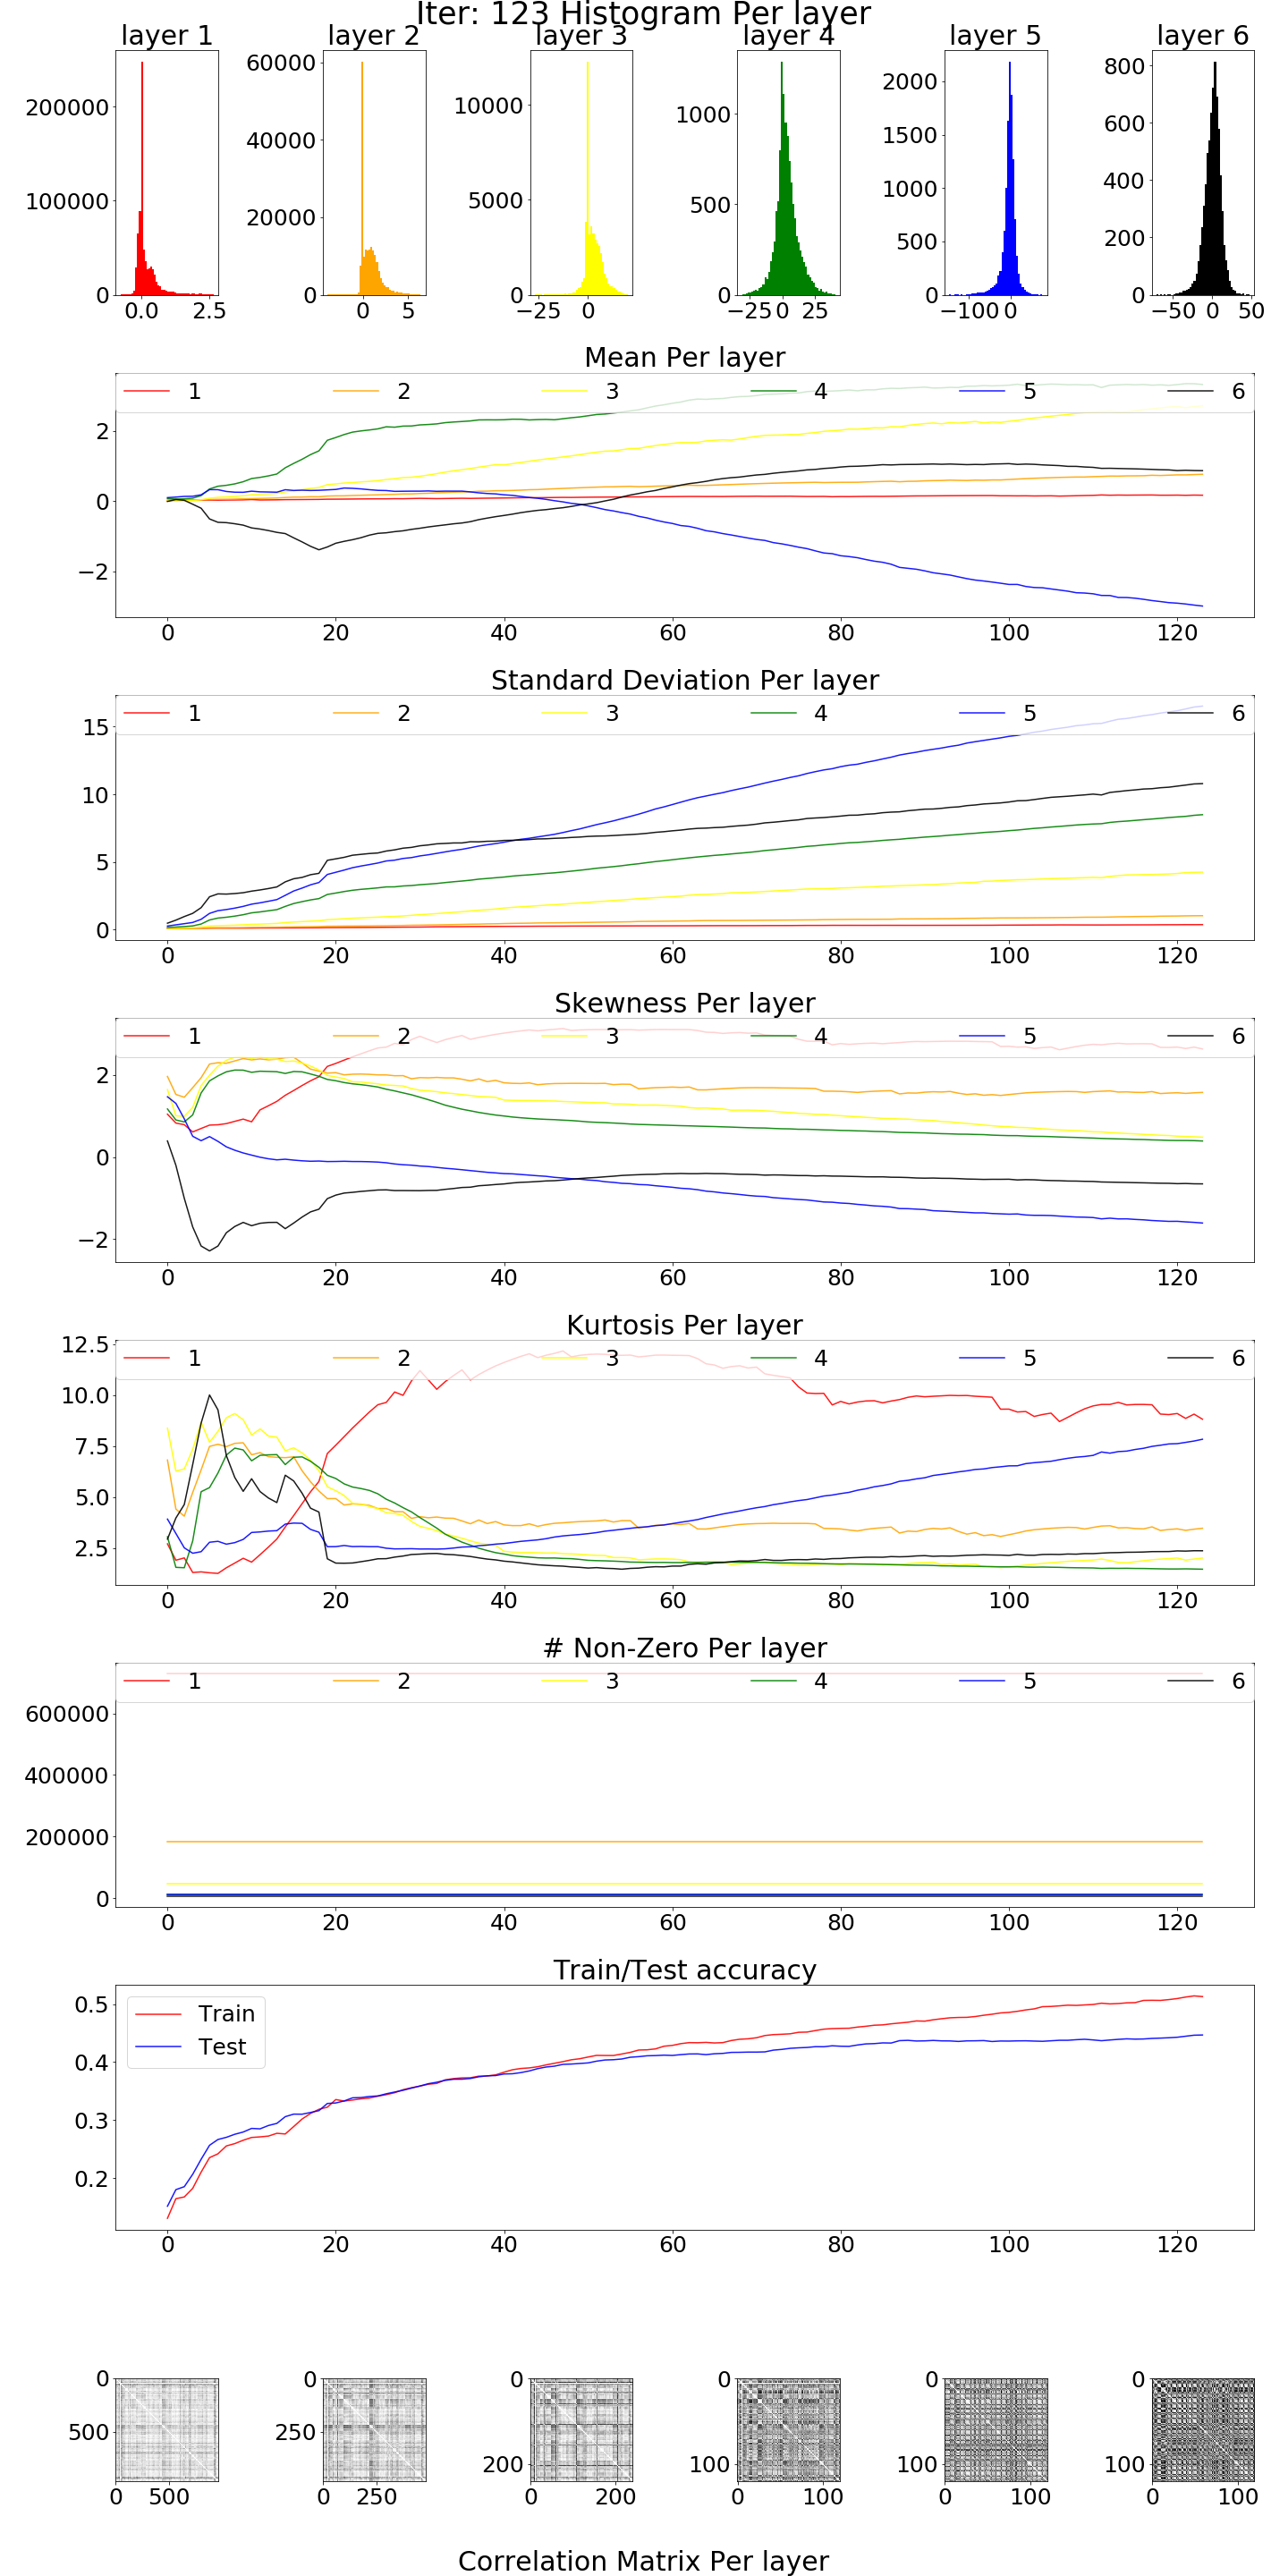 Iter: 123 Histogram Per layer
layer 1 layer 2 layer 3 layer 4 layer 5 layer 6
200000 100000 0 0.0 2.5
60000 40000 20000 0 0 5
10000 5000 0 −25 0
1000 500 0 −25 0 25
2000 1500 1000 500 0 −100 0
800 600 400 200 0 −50 0 50
Mean Per layer
1 2 3 4 5 6
2
0
−2
0 20 40 60 80 100 120
Standard Deviation Per layer
1 2 3 4 5 6
15
10
5
0
0 20 40 60 80 100 120
Skewness Per layer
1 2 3 4 5 6
2
0
−2
0 20 40 60 80 100 120
Kurtosis Per layer
12.5
1 2 3 4 5 6
10.0
7.5
5.0
2.5
0 20 40 60 80 100 120
# Non-Zero Per layer
1 2 3 4 5 6
600000
400000
200000
0
0 20 40 60 80 100 120
Train/Test accuracy
Train
Test
0.5
0.4
0.3
0.2
0 20 40 60 80 100 120
0 500 0 500
0 250 0 250
0 200 0 200
0 100 0 100
0 100 0 100
0 100 0 100
Correlation Matrix Per layer